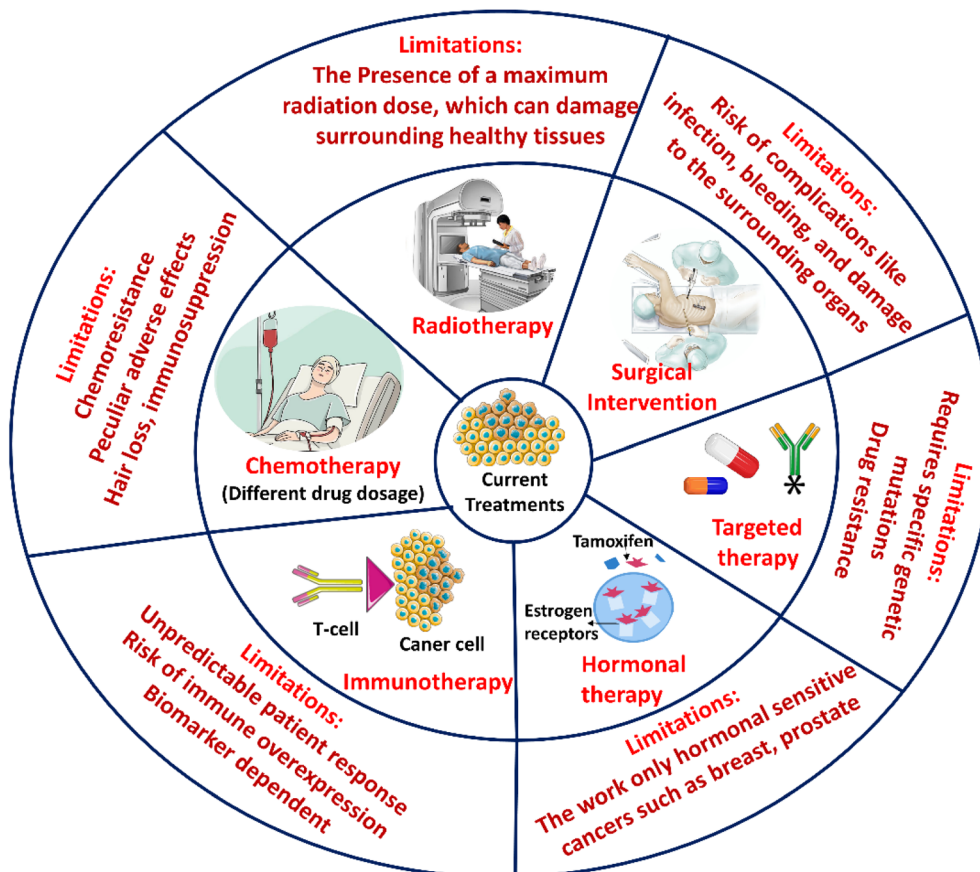 Limitations:
The Presence of a maximum
radiation dose, which can damage
surrounding healthy tissues
Radiotherapy
Limitations:
Risk of complications like
infection, bleeding, and damage
to the surrounding organs
Surgical
Intervention
Limitations:
Requires specific genetic
mutations
Drug resistance
Targeted
therapy
Limitations:
The work only hormonal sensitive
cancers such as breast, prostate
Tamoxifen
Estrogen
receptors
Hormonal
therapy
Limitations:
Unpredictable patient response
Risk of immune overexpression
Biomarker dependent
T-cell
Caner cell
Immunotherapy
Limitations:
Chemoresistance
Peculiar adverse effects
Hair loss, immunosuppression
Chemotherapy
(Different drug dosage)
Current
Treatments